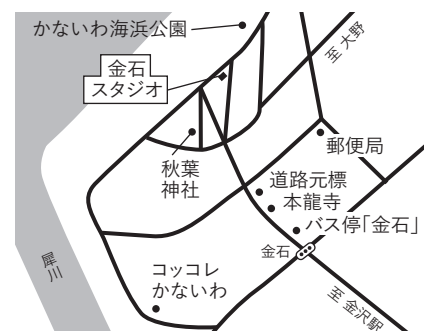 かないわ海浜公園
至大野
金石
スタジオ
秋葉
神社
郵便局
道路元標
本龍寺
バス停「金石」
金石
犀川
コッコレ
かないわ
至金沢駅